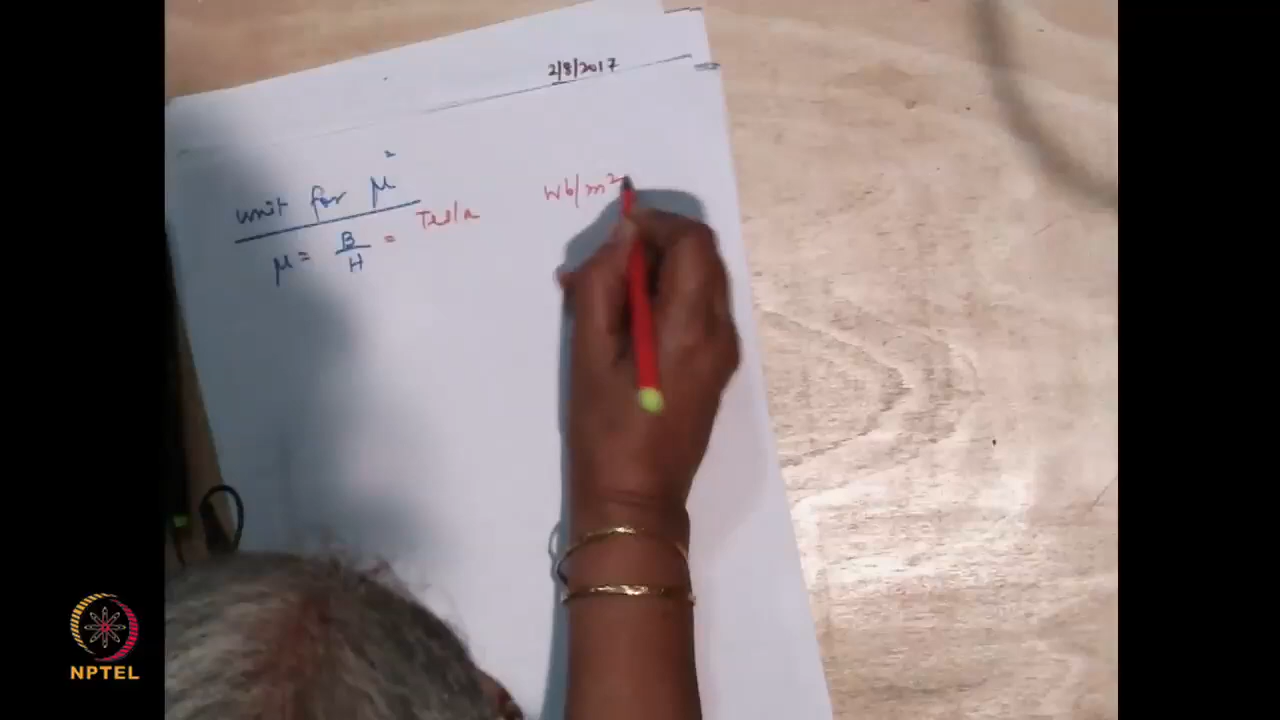 2/8/2017
unit for μ
Wb/m²
μ = B/H = Tesla
NPTEL